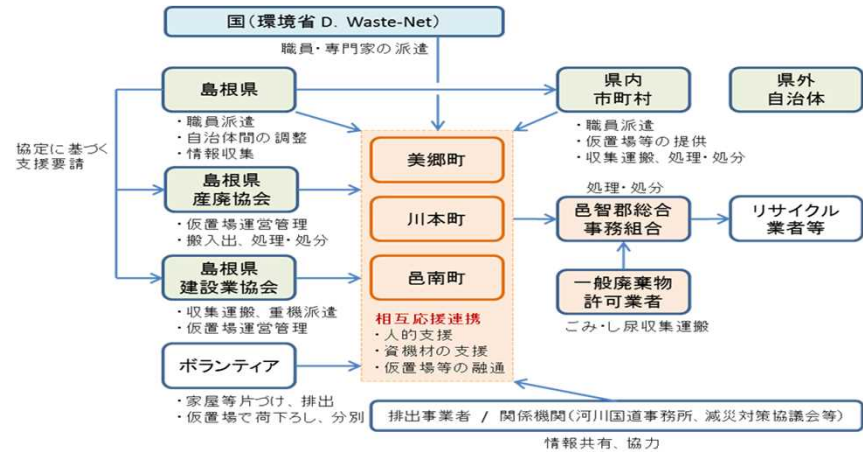 国(環境省 D. Waste-Net)
職員・専門家の派遣
島根県
・職員派遣
・自治体間の調整
・情報収集
県内
市町村
・職員派遣
・仮置場等の提供
・収集運搬、処理・処分
県外
自治体
協定に基づく
支援要請
美郷町
川本町
邑南町
相互応援連携
・人的支援
・資機材の支援
・仮置場等の融通
島根県
産廃協会
・仮置場運営管理
・搬入出、処理・処分
処理・処分
邑智郡総合
事務組合
リサイクル
業者等
島根県
建設業協会
・収集運搬、重機派遣
・仮置場運営管理
一般廃棄物
許可業者
ごみ・し尿収集運搬
ボランティア
・家屋等片づけ、排出
・仮置場で荷下ろし、分別
排出事業者 / 関係機関(河川国道事務所、減災対策協議会等)
情報共有、協力